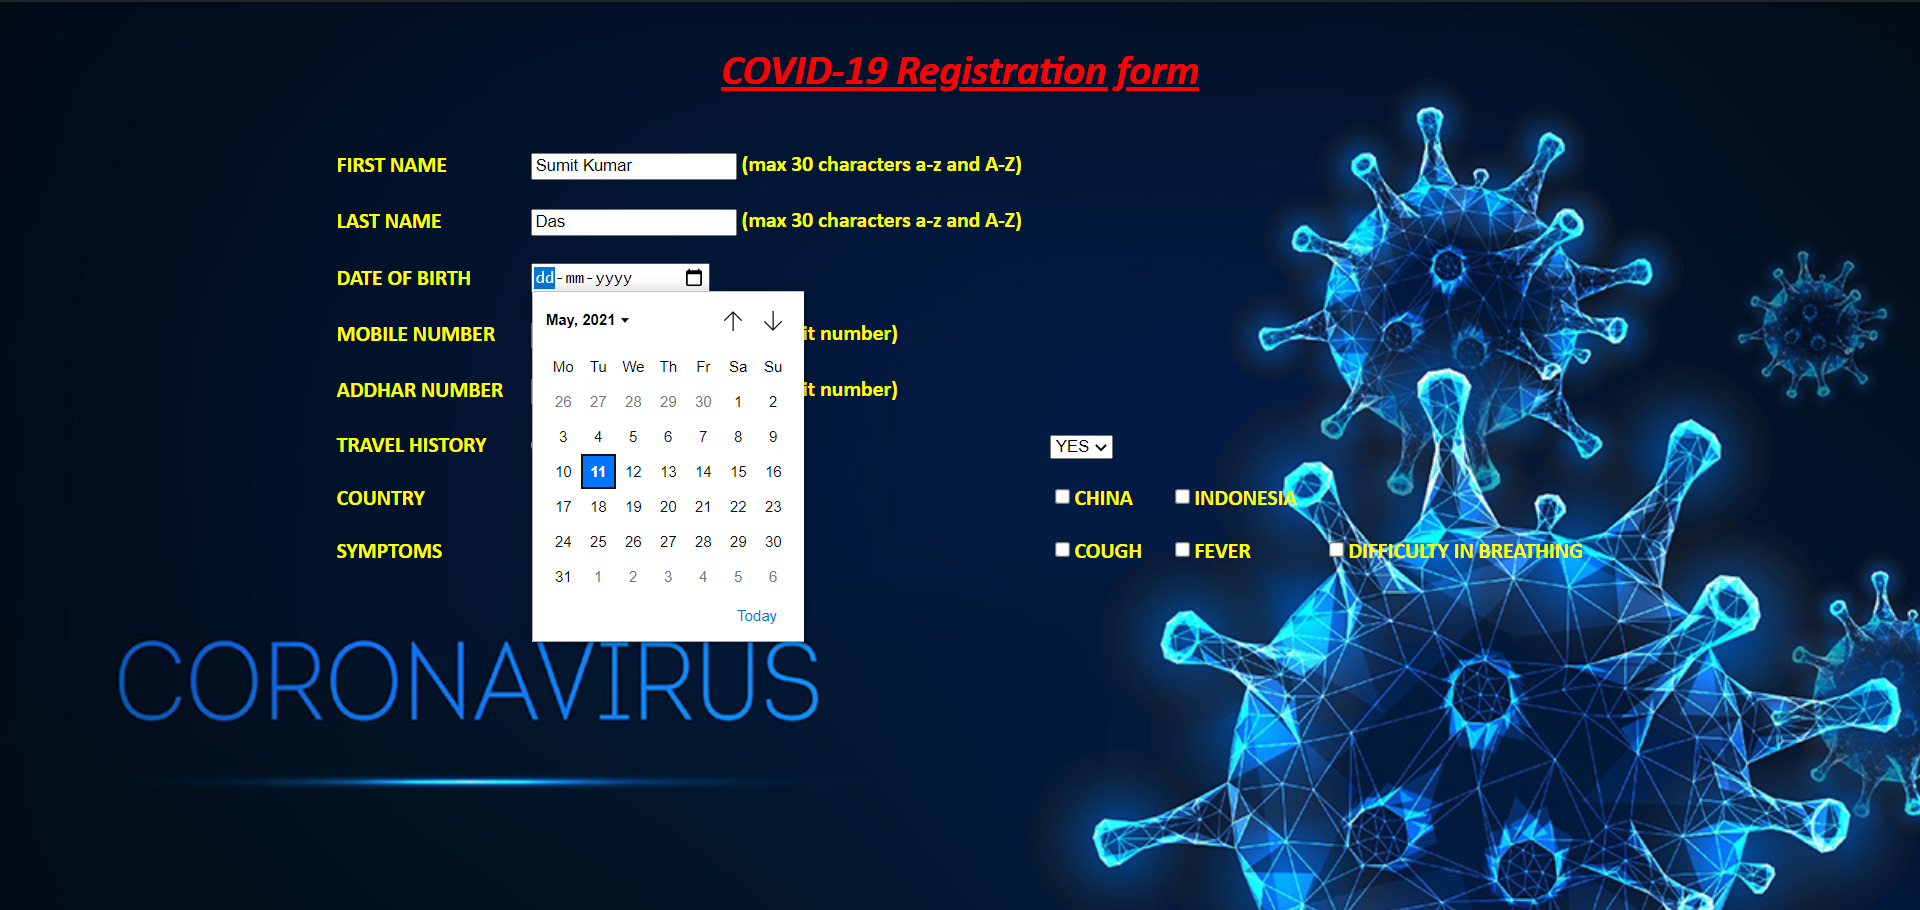 COVID-19 Registration form
FIRST NAME Sumit Kumar (max 30 characters a-z and A-Z)
LAST NAME Das (max 30 characters a-z and A-Z)
DATE OF BIRTH dd-mm-yyyy
May, 2021
MOBILE NUMBER it number)
Mo Tu We Th Fr Sa Su
ADDHAR NUMBER it number)
26 27 28 29 30 1 2
TRAVEL HISTORY YES
3 4 5 6 7 8 9
10 11 12 13 14 15 16
COUNTRY CHINA INDONESIA
17 18 19 20 21 22 23
SYMPTOMS COUGH FEVER DIFFICULTY IN BREATHING
24 25 26 27 28 29 30
31 1 2 3 4 5 6
Today
CORONAVIRUS